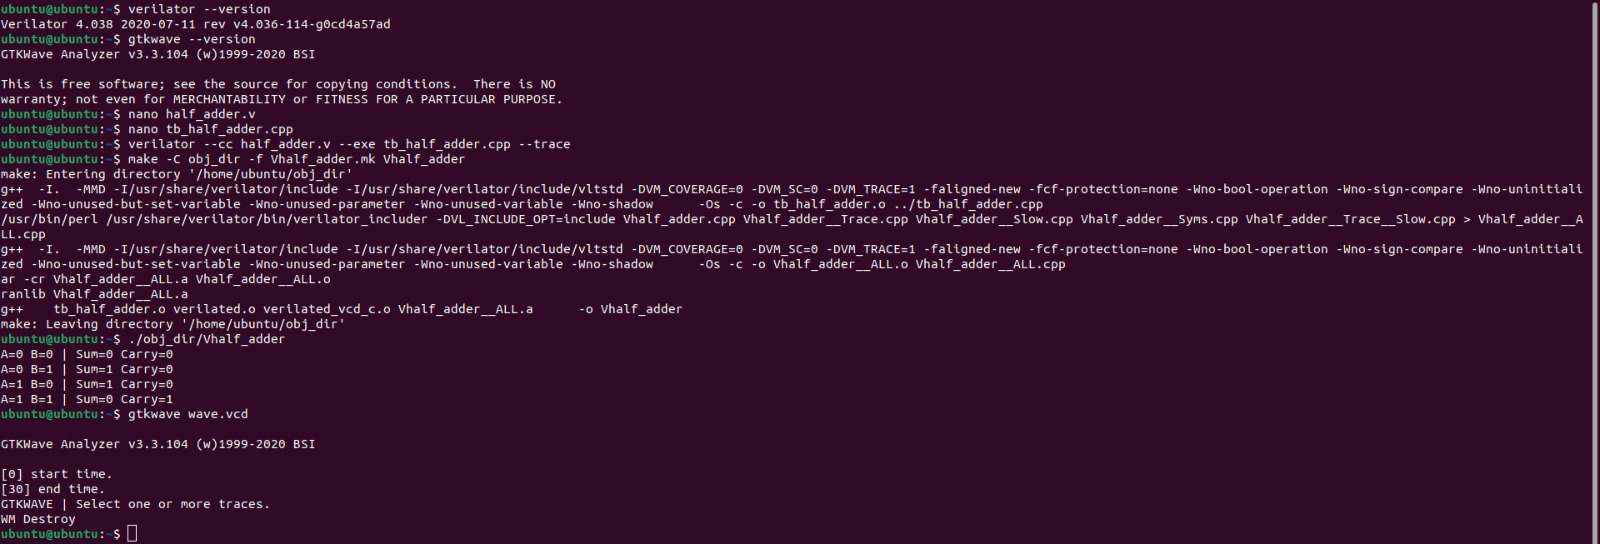 ubuntu@ubuntu:~$ verilator --version
Verilator 4.038 2020-07-11 rev v4.036-114-g0cd4a57ad
ubuntu@ubuntu:~$ gtkwave --version
GTKWave Analyzer v3.3.104 (w)1999-2020 BSI
This is free software; see the source for copying conditions.  There is NO
warranty; not even for MERCHANTABILITY or FITNESS FOR A PARTICULAR PURPOSE.
ubuntu@ubuntu:~$ nano half_adder.v
ubuntu@ubuntu:~$ nano tb_half_adder.cpp
ubuntu@ubuntu:~$ verilator --cc half_adder.v --exe tb_half_adder.cpp --trace
ubuntu@ubuntu:~$ make -C obj_dir -f Vhalf_adder.mk Vhalf_adder
make: Entering directory '/home/ubuntu/obj_dir'
g++  -I.  -MMD -I/usr/share/verilator/include -I/usr/share/verilator/include/vltstd -DVM_COVERAGE=0 -DVM_SC=0 -DVM_TRACE=1 -faligned-new -fcf-protection=none -Wno-bool-operation -Wno-sign-compare -Wno-uninitiali
zed -Wno-unused-but-set-variable -Wno-unused-parameter -Wno-unused-variable -Wno-shadow      -Os -c -o tb_half_adder.o ../tb_half_adder.cpp
/usr/bin/perl /usr/share/verilator/bin/verilator_includer -DVL_INCLUDE_OPT=include Vhalf_adder.cpp Vhalf_adder__Trace.cpp Vhalf_adder__Slow.cpp Vhalf_adder__Syms.cpp Vhalf_adder__Trace__Slow.cpp > Vhalf_adder__A
LL.cpp
g++  -I.  -MMD -I/usr/share/verilator/include -I/usr/share/verilator/include/vltstd -DVM_COVERAGE=0 -DVM_SC=0 -DVM_TRACE=1 -faligned-new -fcf-protection=none -Wno-bool-operation -Wno-sign-compare -Wno-uninitiali
zed -Wno-unused-but-set-variable -Wno-unused-parameter -Wno-unused-variable -Wno-shadow      -Os -c -o Vhalf_adder__ALL.o Vhalf_adder__ALL.cpp
ar -cr Vhalf_adder__ALL.a Vhalf_adder__ALL.o
ranlib Vhalf_adder__ALL.a
g++    tb_half_adder.o verilated.o verilated_vcd_c.o Vhalf_adder__ALL.a      -o Vhalf_adder
make: Leaving directory '/home/ubuntu/obj_dir'
ubuntu@ubuntu:~$ ./obj_dir/Vhalf_adder
A=0 B=0 | Sum=0 Carry=0
A=0 B=1 | Sum=1 Carry=0
A=1 B=0 | Sum=1 Carry=0
A=1 B=1 | Sum=0 Carry=1
ubuntu@ubuntu:~$ gtkwave wave.vcd
GTKWave Analyzer v3.3.104 (w)1999-2020 BSI
[0] start time.
[30] end time.
GTKWAVE | Select one or more traces.
WM Destroy
ubuntu@ubuntu:~$